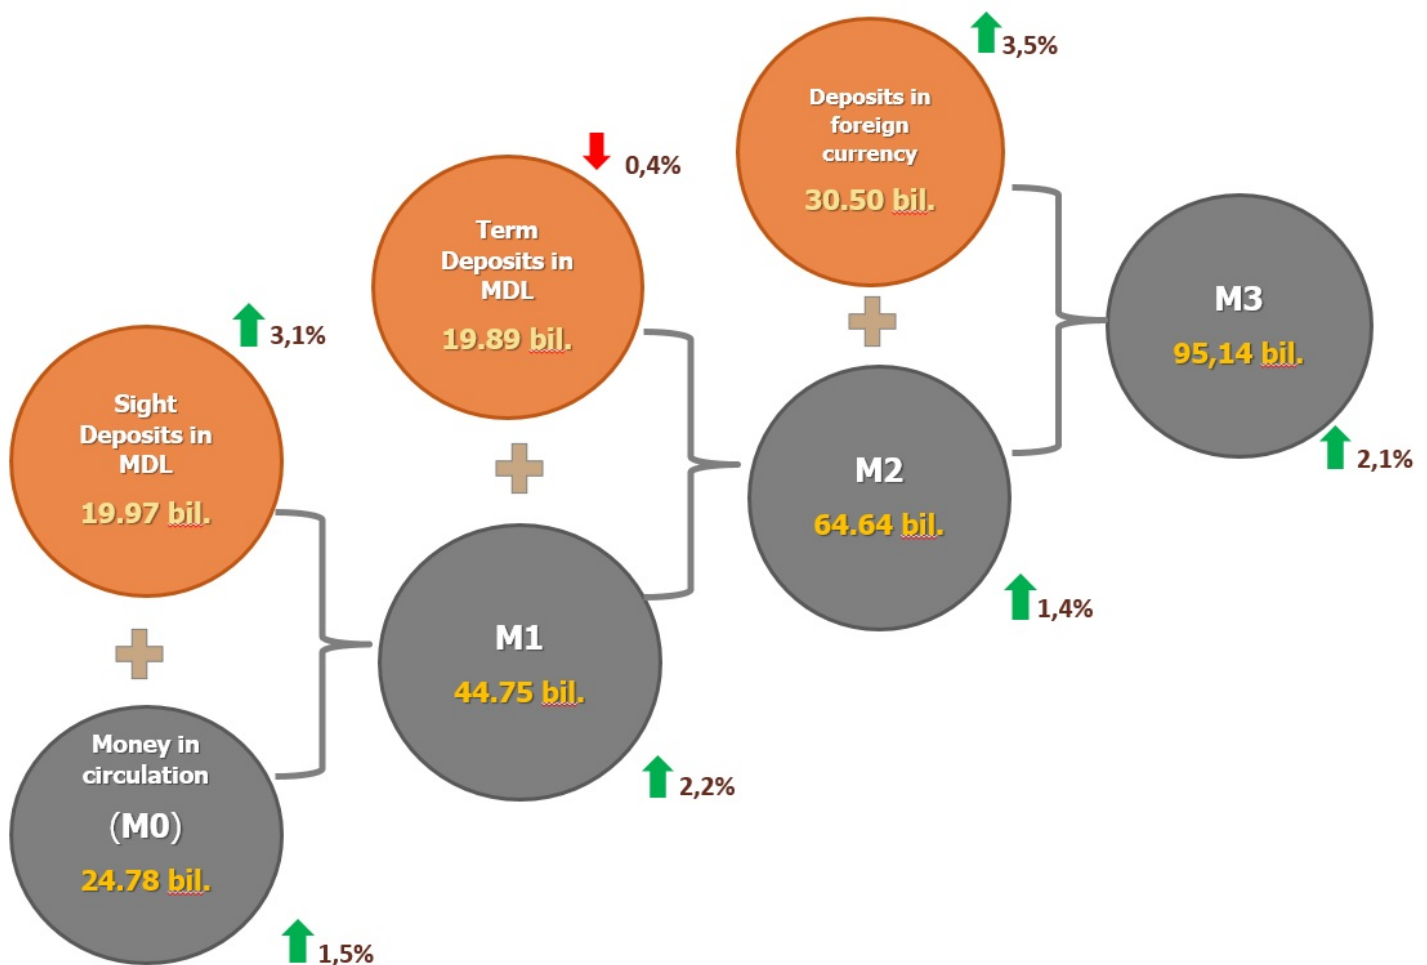 3,1%
Sight
Deposits in
MDL
19.97 bil.
Money in
circulation
(M0)
24.78 bil.
1,5%
0,4%
Term
Deposits in
MDL
19.89 bil.
M1
44.75 bil.
2,2%
3,5%
Deposits in
foreign
currency
30.50 bil.
M2
64.64 bil.
1,4%
M3
95,14 bil.
2,1%